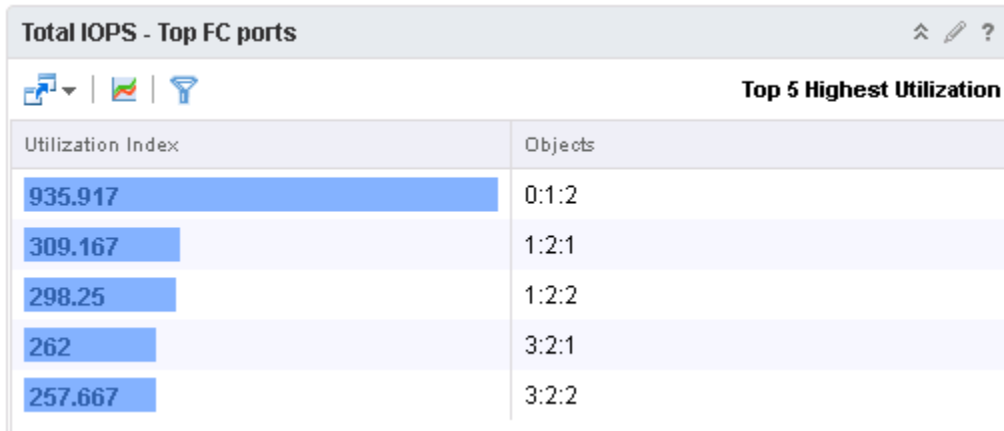 Total IOPS - Top FC ports ?
Top 5 Highest Utilization
Utilization Index Objects
935.917 0:1:2
309.167 1:2:1
298.25 1:2:2
262 3:2:1
257.667 3:2:2